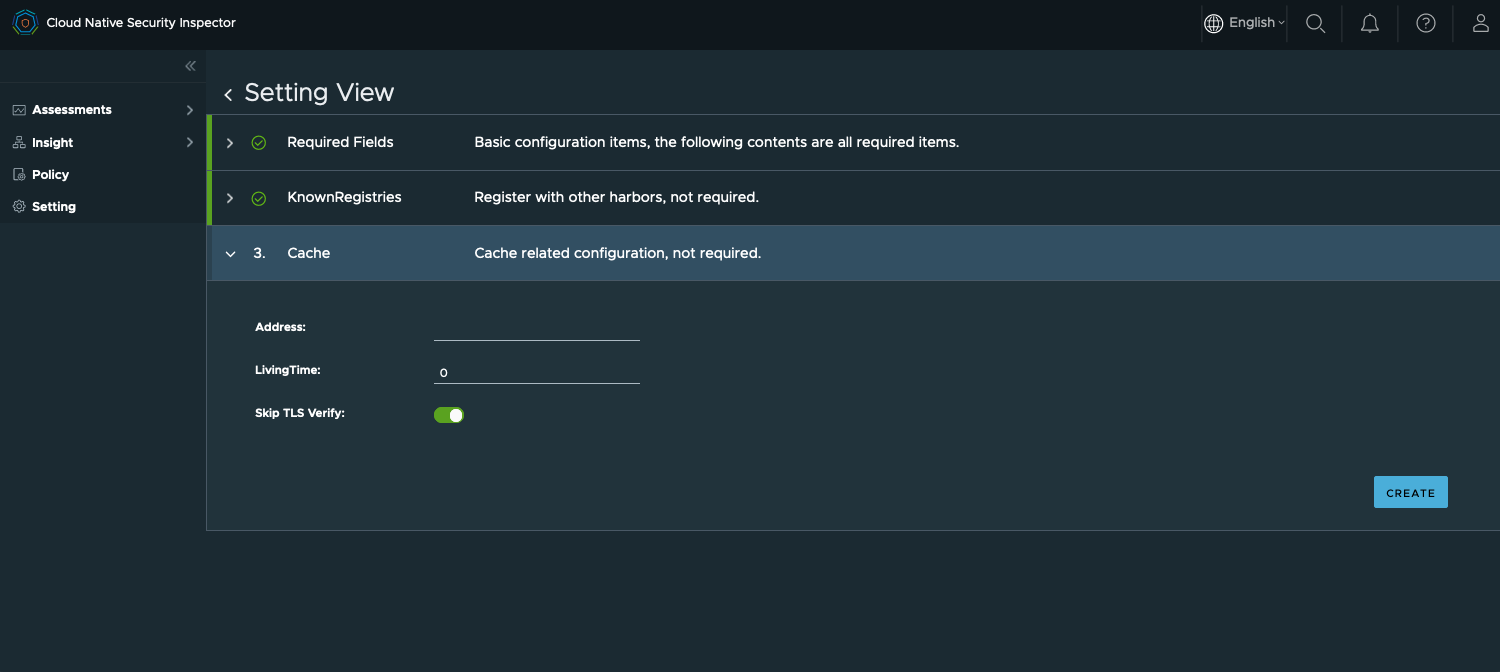 Cloud Native Security Inspector
English
Assessments
Insight
Policy
Setting
Setting View
Required Fields Basic configuration items, the following contents are all required items.
KnownRegistries Register with other harbors, not required.
3. Cache Cache related configuration, not required.
Address:
LivingTime: 0
Skip TLS Verify:
CREATE